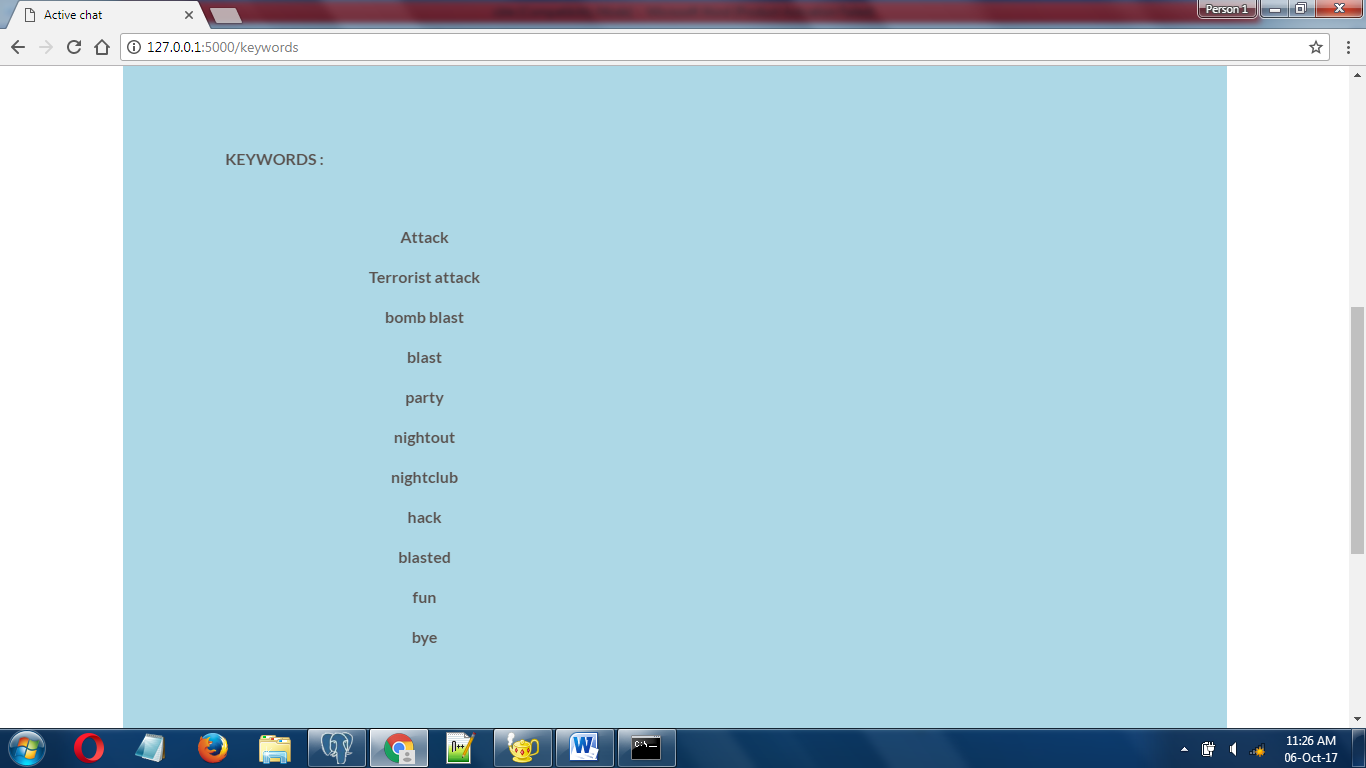 Active chat
Person 1
127.0.0.1:5000/keywords
KEYWORDS :
Attack
Terrorist attack
bomb blast
blast
party
nightout
nightclub
hack
blasted
fun
bye
11:26 AM
06-Oct-17